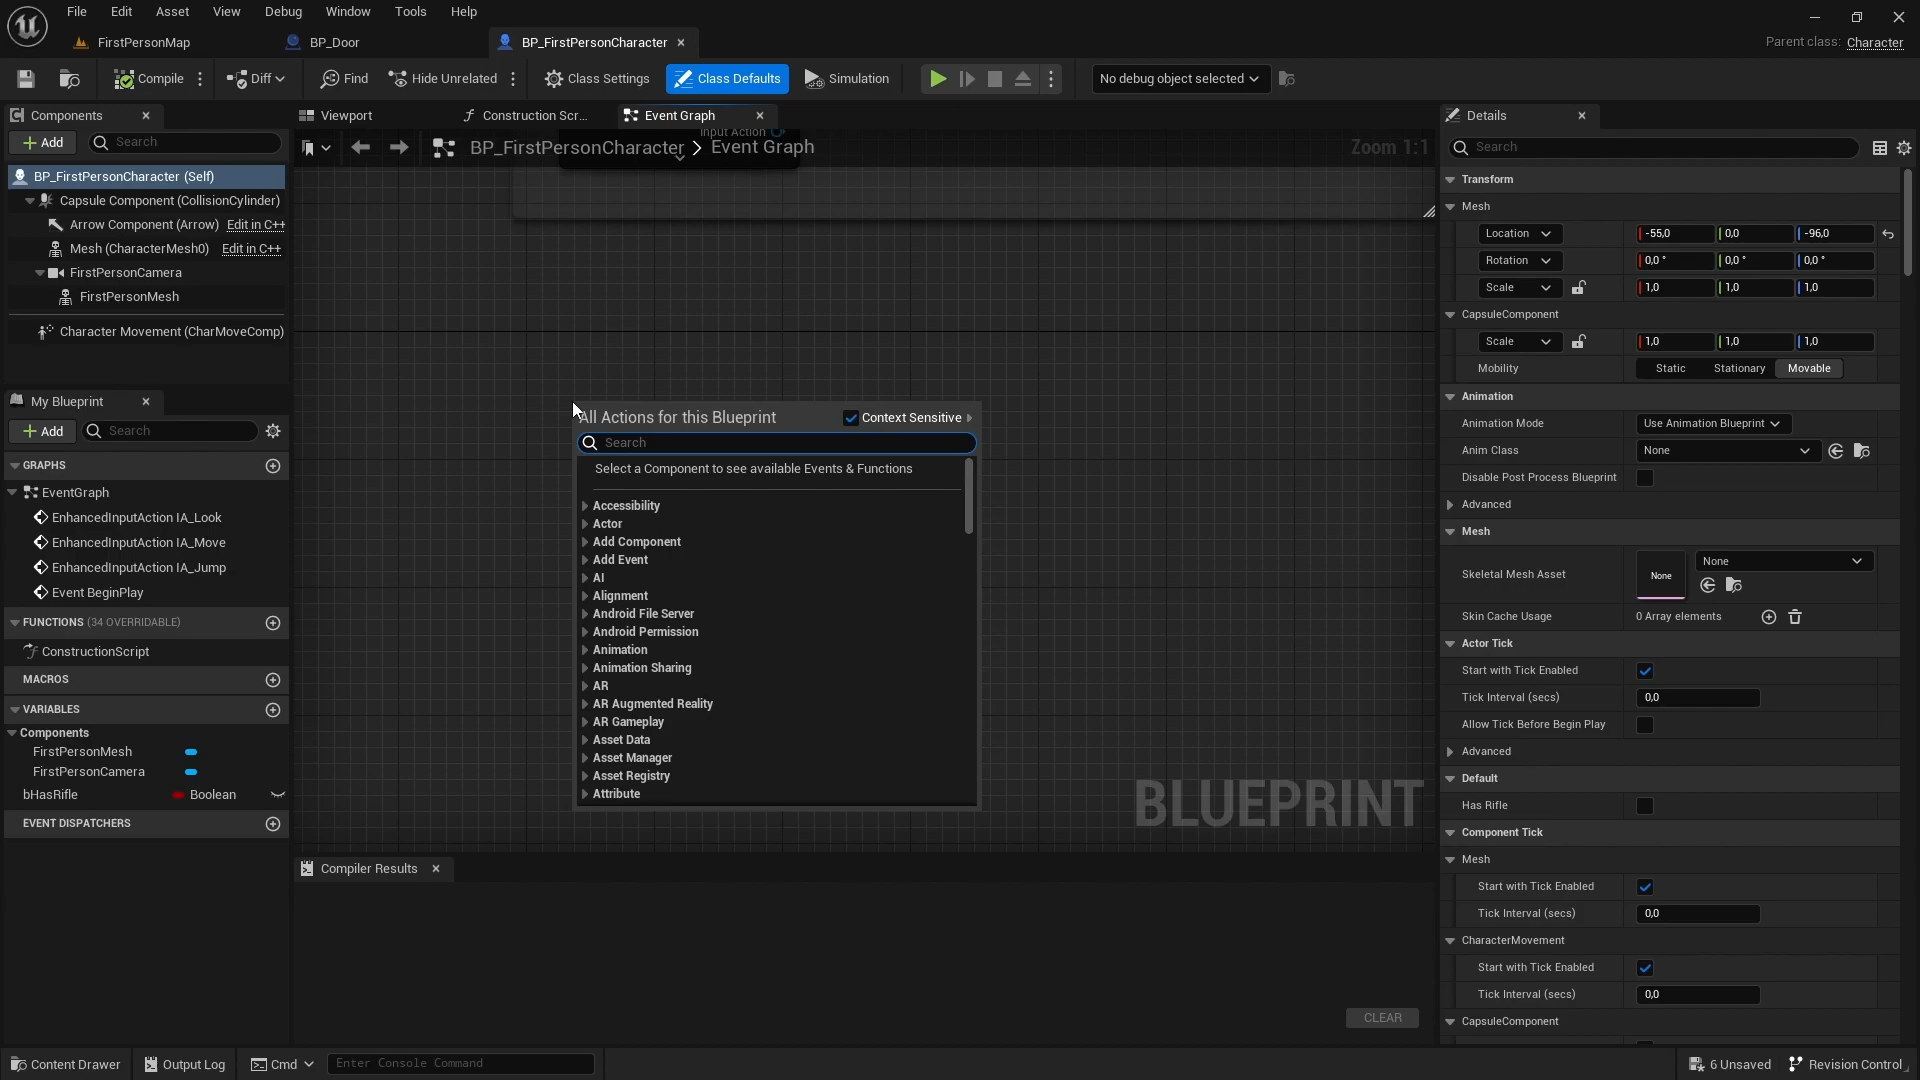 File Edit Asset View Debug Window Tools Help
FirstPersonMap BP_Door BP_FirstPersonCharacter
Parent class: Character
Compile Diff Find Hide Unrelated Class Settings Class Defaults Simulation No debug object selected
Components
Add Search
BP_FirstPersonCharacter (Self)
Capsule Component (CollisionCylinder)
Arrow Component (Arrow) Edit in C++
Mesh (CharacterMesh0) Edit in C++
FirstPersonCamera
FirstPersonMesh
Character Movement (CharMoveComp)
My Blueprint
Add Search
GRAPHS
EventGraph
EnhancedInputAction IA_Look
EnhancedInputAction IA_Move
EnhancedInputAction IA_Jump
Event BeginPlay
FUNCTIONS (34 OVERRIDABLE)
ConstructionScript
MACROS
VARIABLES
Components
FirstPersonMesh
FirstPersonCamera
bHasRifle Boolean
EVENT DISPATCHERS
Viewport Construction Scr... Event Graph
Input Action
BP_FirstPersonCharacter > Event Graph
Zoom 1:1
All Actions for this Blueprint Context Sensitive
Search
Select a Component to see available Events & Functions
Accessibility
Actor
Add Component
Add Event
AI
Alignment
Android File Server
Android Permission
Animation
Animation Sharing
AR
AR Augmented Reality
AR Gameplay
Asset Data
Asset Manager
Asset Registry
Attribute
BLUEPRINT
Compiler Results
CLEAR
Details
Search
Transform
Mesh
Location -55,0 0,0 -96,0
Rotation 0,0 ° 0,0 ° 0,0 °
Scale 1,0 1,0 1,0
CapsuleComponent
Scale 1,0 1,0 1,0
Mobility Static Stationary Movable
Animation
Animation Mode Use Animation Blueprint
Anim Class None
Disable Post Process Blueprint
Advanced
Mesh
Skeletal Mesh Asset None None
Skin Cache Usage 0 Array elements
Actor Tick
Start with Tick Enabled
Tick Interval (secs) 0,0
Allow Tick Before Begin Play
Advanced
Default
Has Rifle
Component Tick
Mesh
Start with Tick Enabled
Tick Interval (secs) 0,0
CharacterMovement
Start with Tick Enabled
Tick Interval (secs) 0,0
CapsuleComponent
Content Drawer Output Log Cmd Enter Console Command 6 Unsaved Revision Control